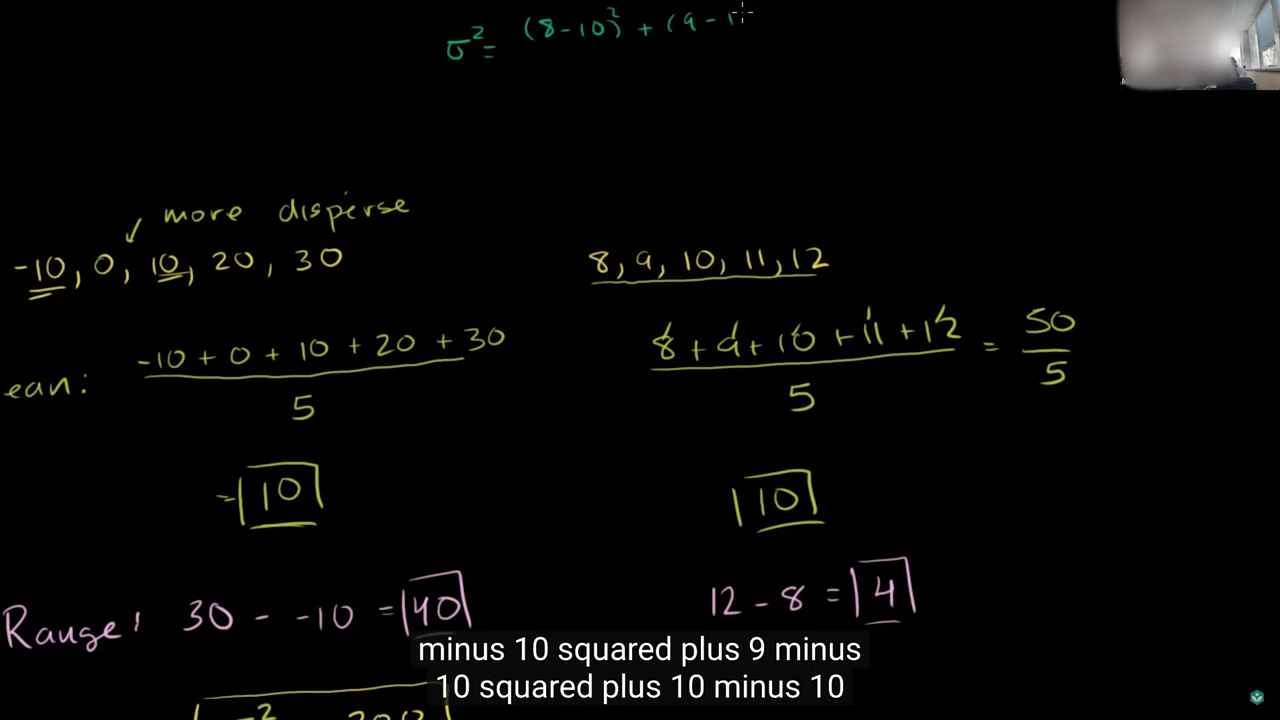 σ² = (8-10)² + (9-1
more disperse
-10, 0, 10, 20, 30
8, 9, 10, 11, 12
-10 + 0 + 10 + 20 + 30
8 + 9 + 10 + 11 + 12 = 50
ean:
5
5
5
= 10
10
Range: 30 - -10 = 40
12 - 8 = 4
minus 10 squared plus 9 minus
10 squared plus 10 minus 10